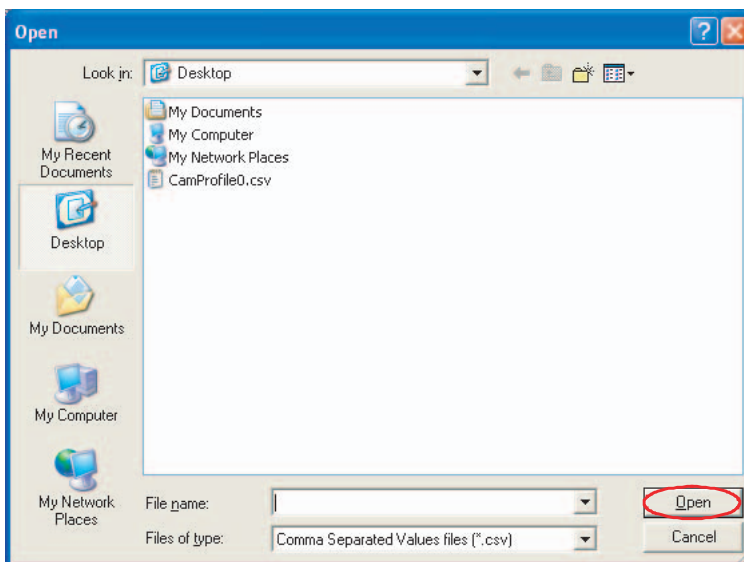 Open
Look in:
Desktop
My Documents
My Computer
My Network Places
CamProfile0.csv
My Recent
Documents
Desktop
My Documents
My Computer
My Network
Places
File name:
Open
Files of type:
Comma Separated Values files (*.csv)
Cancel